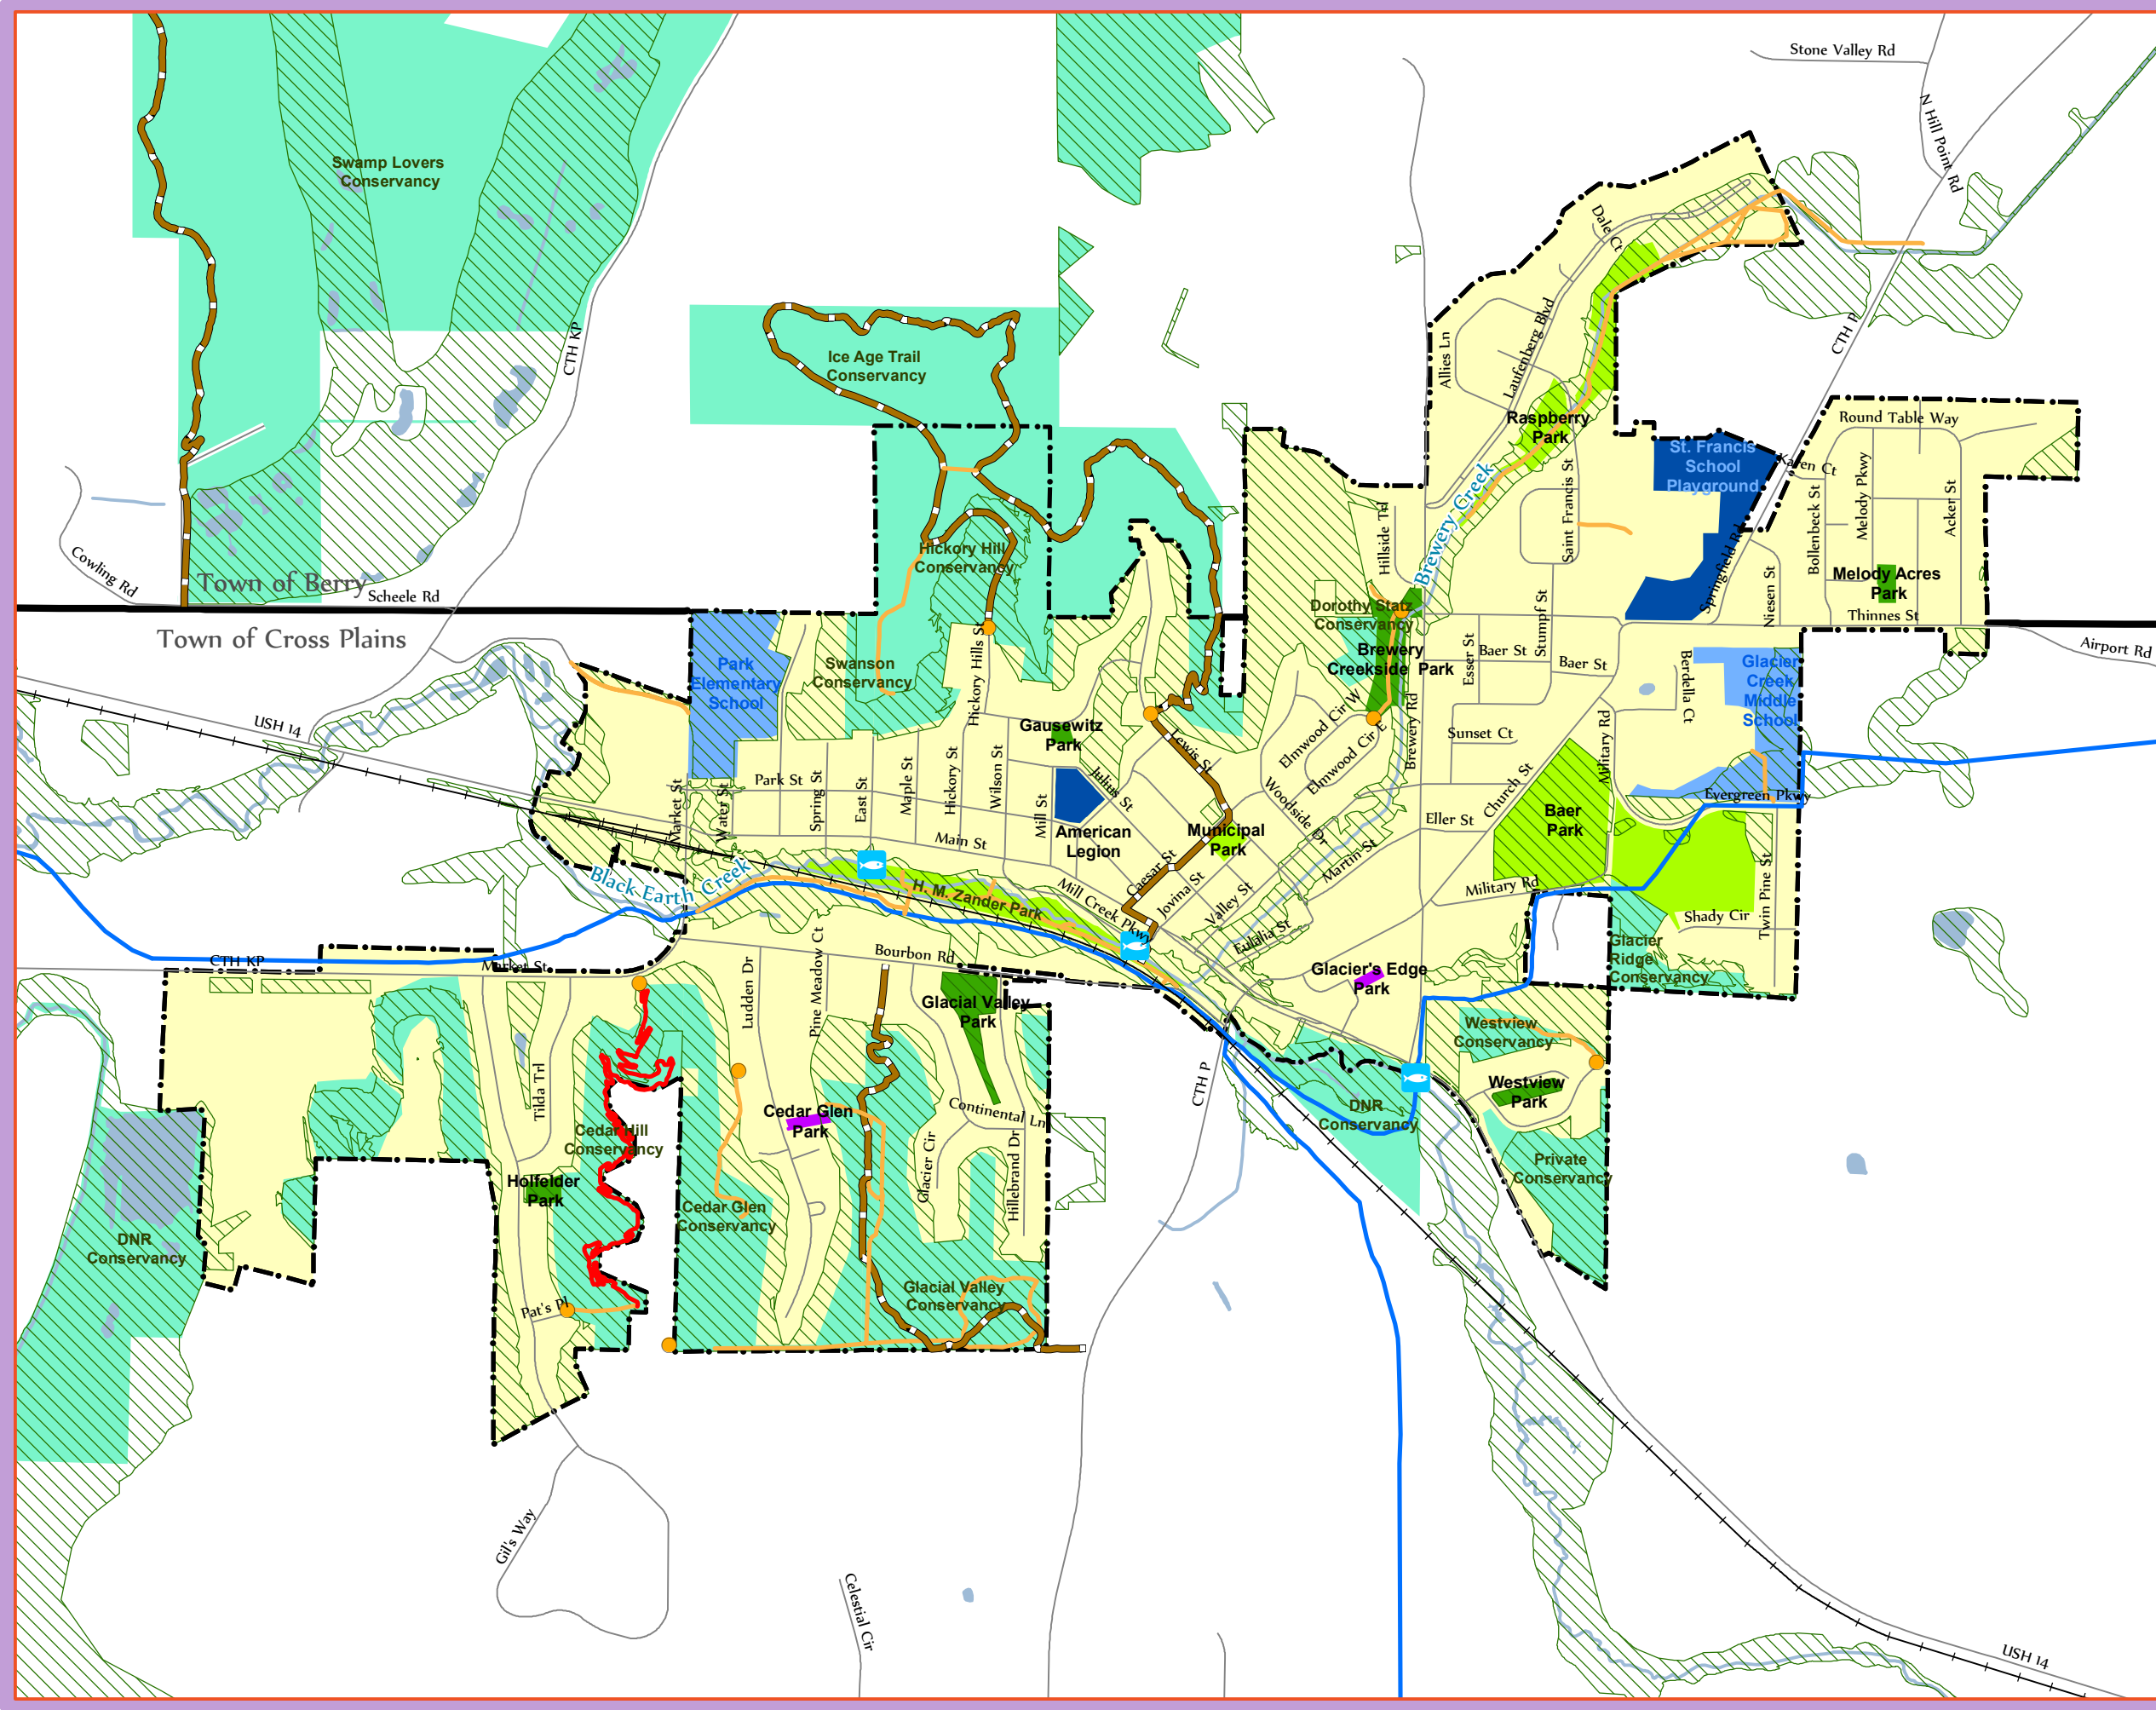 Stone Valley Rd
N Hill Point Rd
Swamp Lovers
Conservancy
Dale Ct
CTH KP
Ice Age Trail
Conservancy
Allies Ln
Laufenberg Blvd
CTH P
Raspberry
Park
Round Table Way
St. Francis
School
Playground
Karen Ct
Melody Pkwy
Bollenbeck St
Acker St
Saint Francis St
Hillside Trl
Brewery Creek
Springfield Rd
Hickory Hill
Conservancy
Cowling Rd
Town of Berry
Scheele Rd
Town of Cross Plains
Melody Acres
Park
Niesen St
Thinnes St
Airport Rd
Dorothy Statz
Conservancy
Brewery
Creekside Park
Stumpf St
Esser St
Baer St
Baer St
Berdella Ct
Glacier
Creek
Middle
School
Park
Elementary
School
Swanson
Conservancy
Hickory Hills St
Gausewitz
Park
Lewis St
Elmwood Cir W
Elmwood Cir E
Brewery Rd
Sunset Ct
Military Rd
USH 14
Park St
Market St
Water St
Spring St
East St
Maple St
Hickory St
Wilson St
Mill St
Julius St
Woodside Dr
Church St
Evergreen Pkwy
Main St
American
Legion
Municipal
Park
Eller St
Baer
Park
Martin St
Caesar St
Jovina St
Valley St
Eulalia St
Military Rd
Twin Pine St
Shady Cir
Black Earth Creek
H. M. Zander Park
Mill Creek Pkwy
Glacier
Ridge
Conservancy
CTH KP
Market St
Bourbon Rd
Ludden Dr
Pine Meadow Ct
Glacial Valley
Park
Glacier's Edge
Park
Westview
Conservancy
Westview
Park
Tilda Trl
CTH P
DNR
Conservancy
Cedar Hill
Conservancy
Cedar Glen
Park
Continental Ln
Glacier Cir
Hillebrand Dr
Private
Conservancy
Holfelder
Park
Cedar Glen
Conservancy
DNR
Conservancy
Glacial Valley
Conservancy
Pat's Pl
Gil's Way
Celestial Cir
USH 14